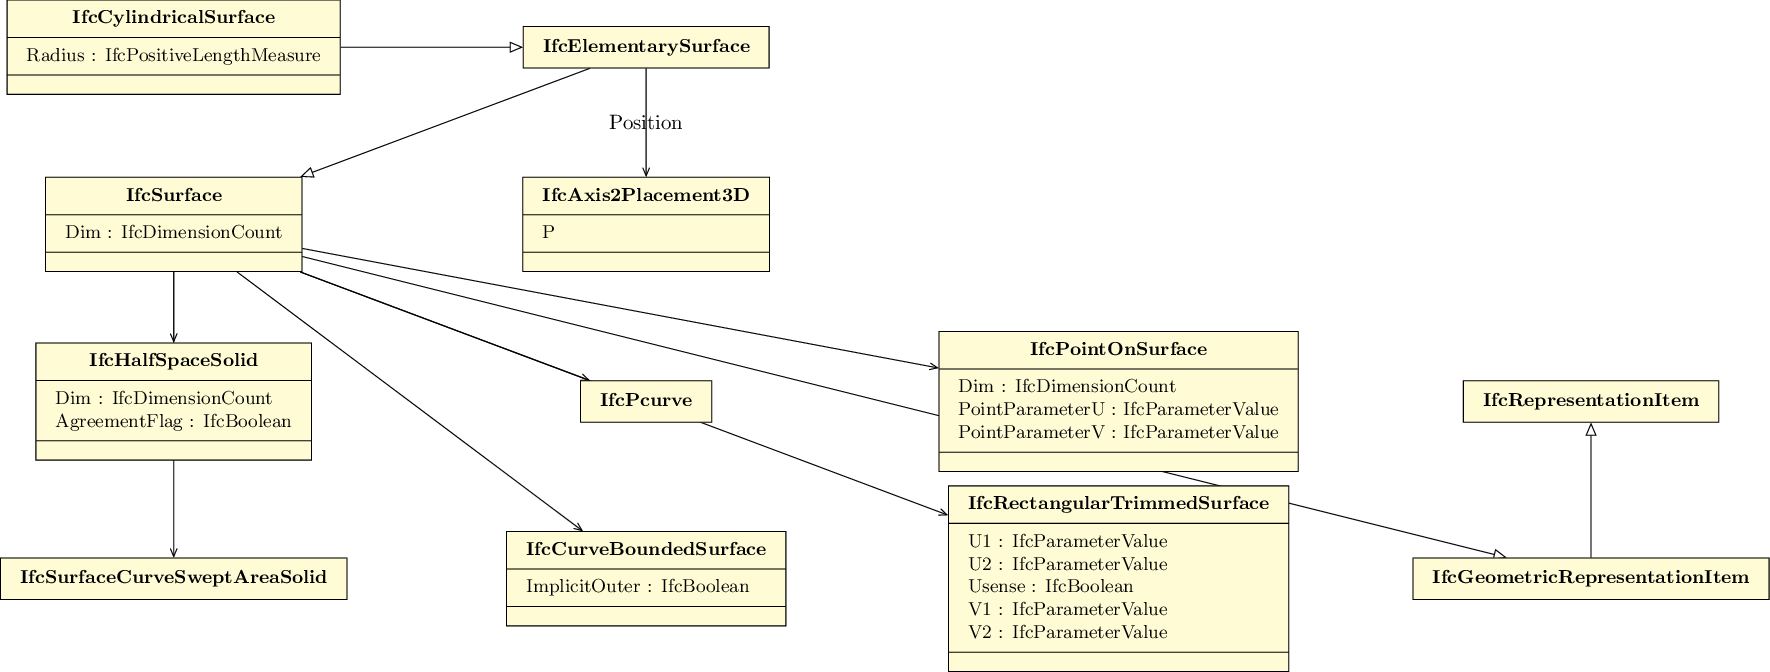 IfcCylindricalSurface
Radius : IfcPositiveLengthMeasure
IfcElementarySurface
Position
IfcSurface
Dim : IfcDimensionCount
IfcAxis2Placement3D
P
IfcHalfSpaceSolid
Dim : IfcDimensionCount
AgreementFlag : IfcBoolean
IfcPcurve
IfcPointOnSurface
Dim : IfcDimensionCount
PointParameterU : IfcParameterValue
PointParameterV : IfcParameterValue
IfcRepresentationItem
IfcSurfaceCurveSweptAreaSolid
IfcCurveBoundedSurface
ImplicitOuter : IfcBoolean
IfcRectangularTrimmedSurface
U1 : IfcParameterValue
U2 : IfcParameterValue
Usense : IfcBoolean
V1 : IfcParameterValue
V2 : IfcParameterValue
IfcGeometricRepresentationItem